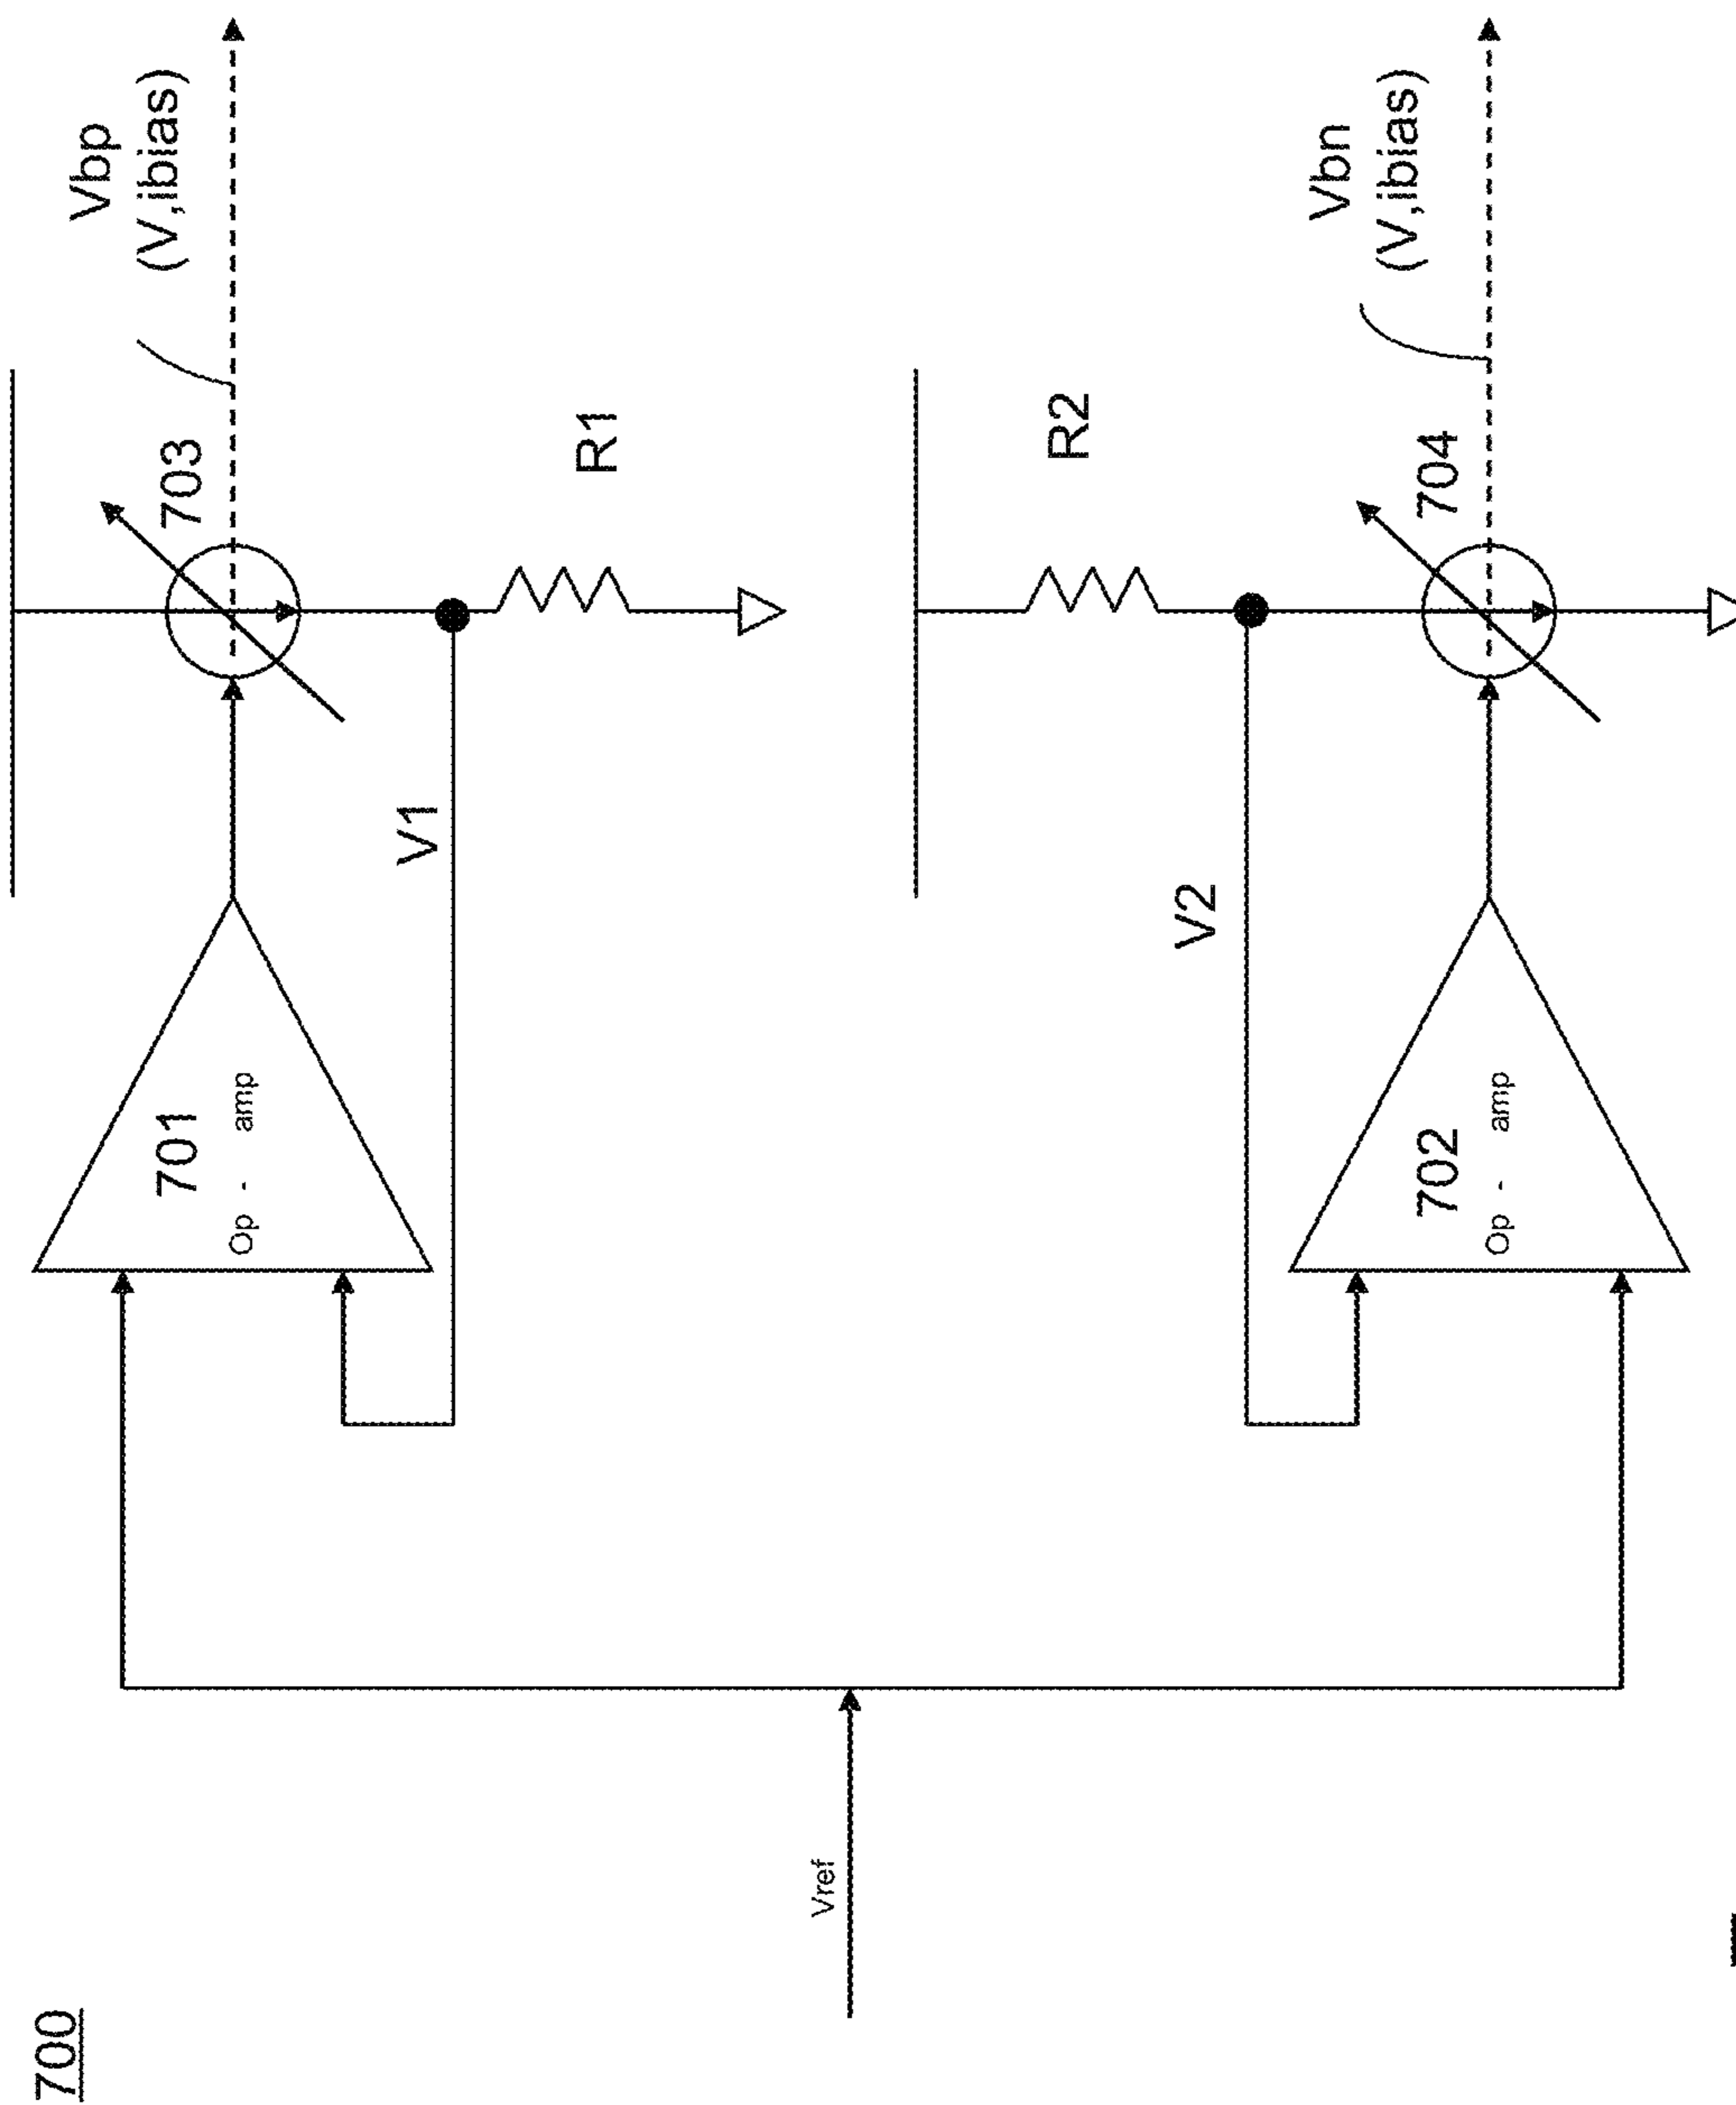 700
Vref
701
Op - amp
V1
703
Vbp
(V,ibias)
R1
R2
V2
702
Op - amp
704
Vbn
(V,ibias)